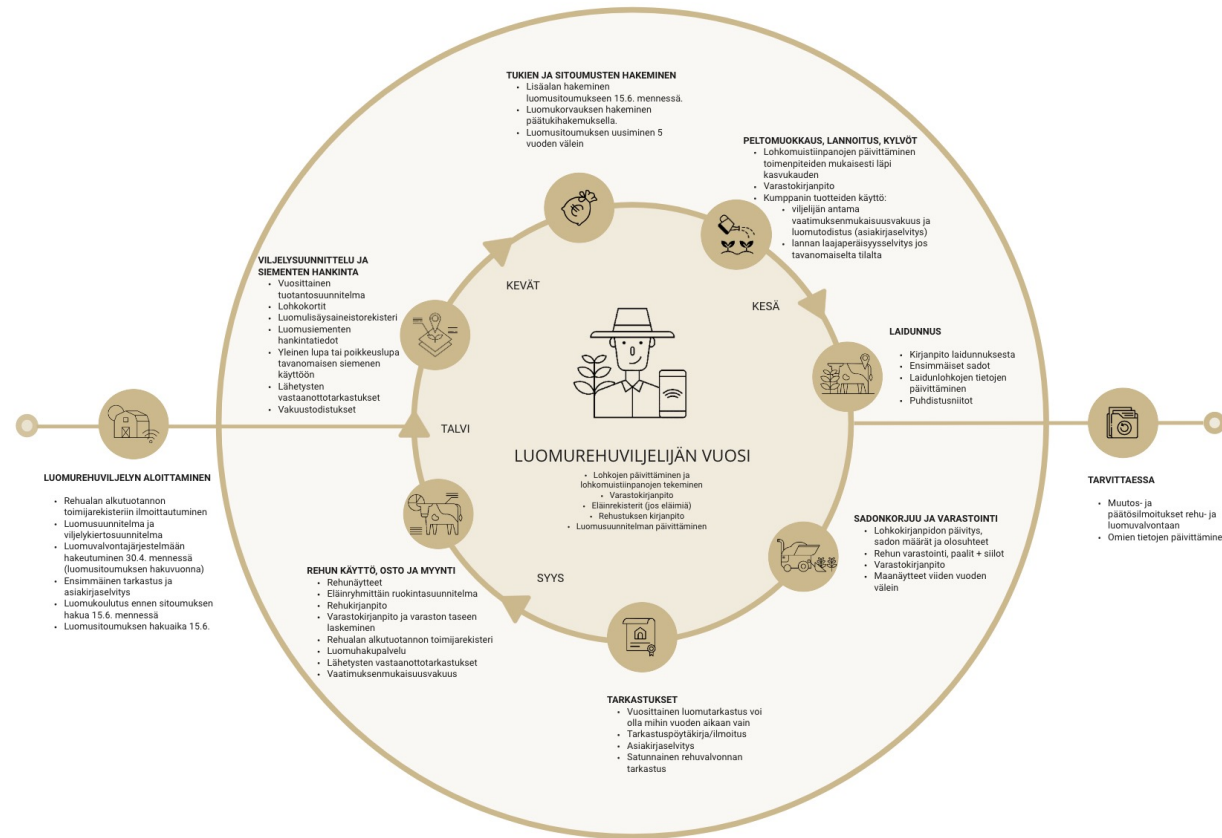 TUKIEN JA SITOUMUSTEN HAKEMINEN
• Lisäalan hakeminen
luomusitoumukseen 15.6. mennessä.
• Luomukorvauksen hakeminen
päätukihakemuksella.
• Luomusitoumuksen uusiminen 5
vuoden välein
PELTOMUOKKAUS, LANNOITUS, KYLVÖT
• Lohkomuistiinpanojen päivittäminen
toimenpiteiden mukaisesti läpi
kasvukauden
• Varastokirjanpito
• Kumppanin tuotteiden käyttö:
• viljelijän antama
vaatimuksenmukaisuusvakuus ja
luomutodistus (asiakirjaselvitys)
• lannan laajaperäisyysselvitys jos
tavanomaiselta tilalta
VILJELYSUUNNITTELU JA
SIEMENTEN HANKINTA
• Vuosittainen
tuotantosuunnitelma
• Lohkokortit
• Luomulisäysaineistorekisteri
• Luomusiementen
hankintatiedot
• Yleinen lupa tai poikkeuslupa
tavanomaisen siemenen
käyttöön
• Lähetysten
vastaanottotarkastukset
• Vakuustodistukset
KEVÄT
KESÄ
LAIDUNNUS
• Kirjanpito laidunnuksesta
• Ensimmäiset sadot
• Laidunlohkojen tietojen
päivittäminen
• Puhdistusniitot
TALVI
LUOMUREHUVILJELIJÄN VUOSI
• Lohkojen päivittäminen ja
lohkomuistiinpanojen tekeminen
• Varastokirjanpito
• Eläinrekisterit (jos eläimiä)
• Rehustuksen kirjanpito
• Luomusuunnitelman päivittäminen
LUOMUREHUVILJELYN ALOITTAMINEN
• Rehualan alkutuotannon
toimijarekisteriin ilmoittautuminen
• Luomusuunnitelma ja
viljelykiertosuunnitelma
• Luomuvalvontajärjestelmään
hakeutuminen 30.4. mennessä
(luomusitoumuksen hakuvuonna)
• Ensimmäinen tarkastus ja
asiakirjaselvitys
• Luomukoulutus ennen sitoumuksen
hakua 15.6. mennessä
• Luomusitoumuksen hakuaika 15.6.
TARVITTAESSA
• Muutos- ja
päätösilmoitukset rehu- ja
luomuvalvontaan
• Omien tietojen päivittäminen
SADONKORJUU JA VARASTOINTI
• Lohkokirjanpidon päivitys,
sadon määrät ja olosuhteet
• Rehun varastointi, paalit + siilot
• Varastokirjanpito
• Maanäytteet viiden vuoden
välein
SYYS
REHUN KÄYTTÖ, OSTO JA MYYNTI
• Rehunäytteet
• Eläinryhmittäin ruokintasuunnitelma
• Rehukirjanpito
• Varastokirjanpito ja varaston taseen
laskeminen
• Rehualan alkutuotannon toimijarekisteri
• Luomuhakupalvelu
• Lähetysten vastaanottotarkastukset
• Vaatimuksenmukaisuusvakuus
TARKASTUKSET
• Vuosittainen luomutarkastus voi
olla mihin vuoden aikaan vain
• Tarkastuspöytäkirja/ilmoitus
• Asiakirjaselvitys
• Satunnainen rehuvalvonnan
tarkastus